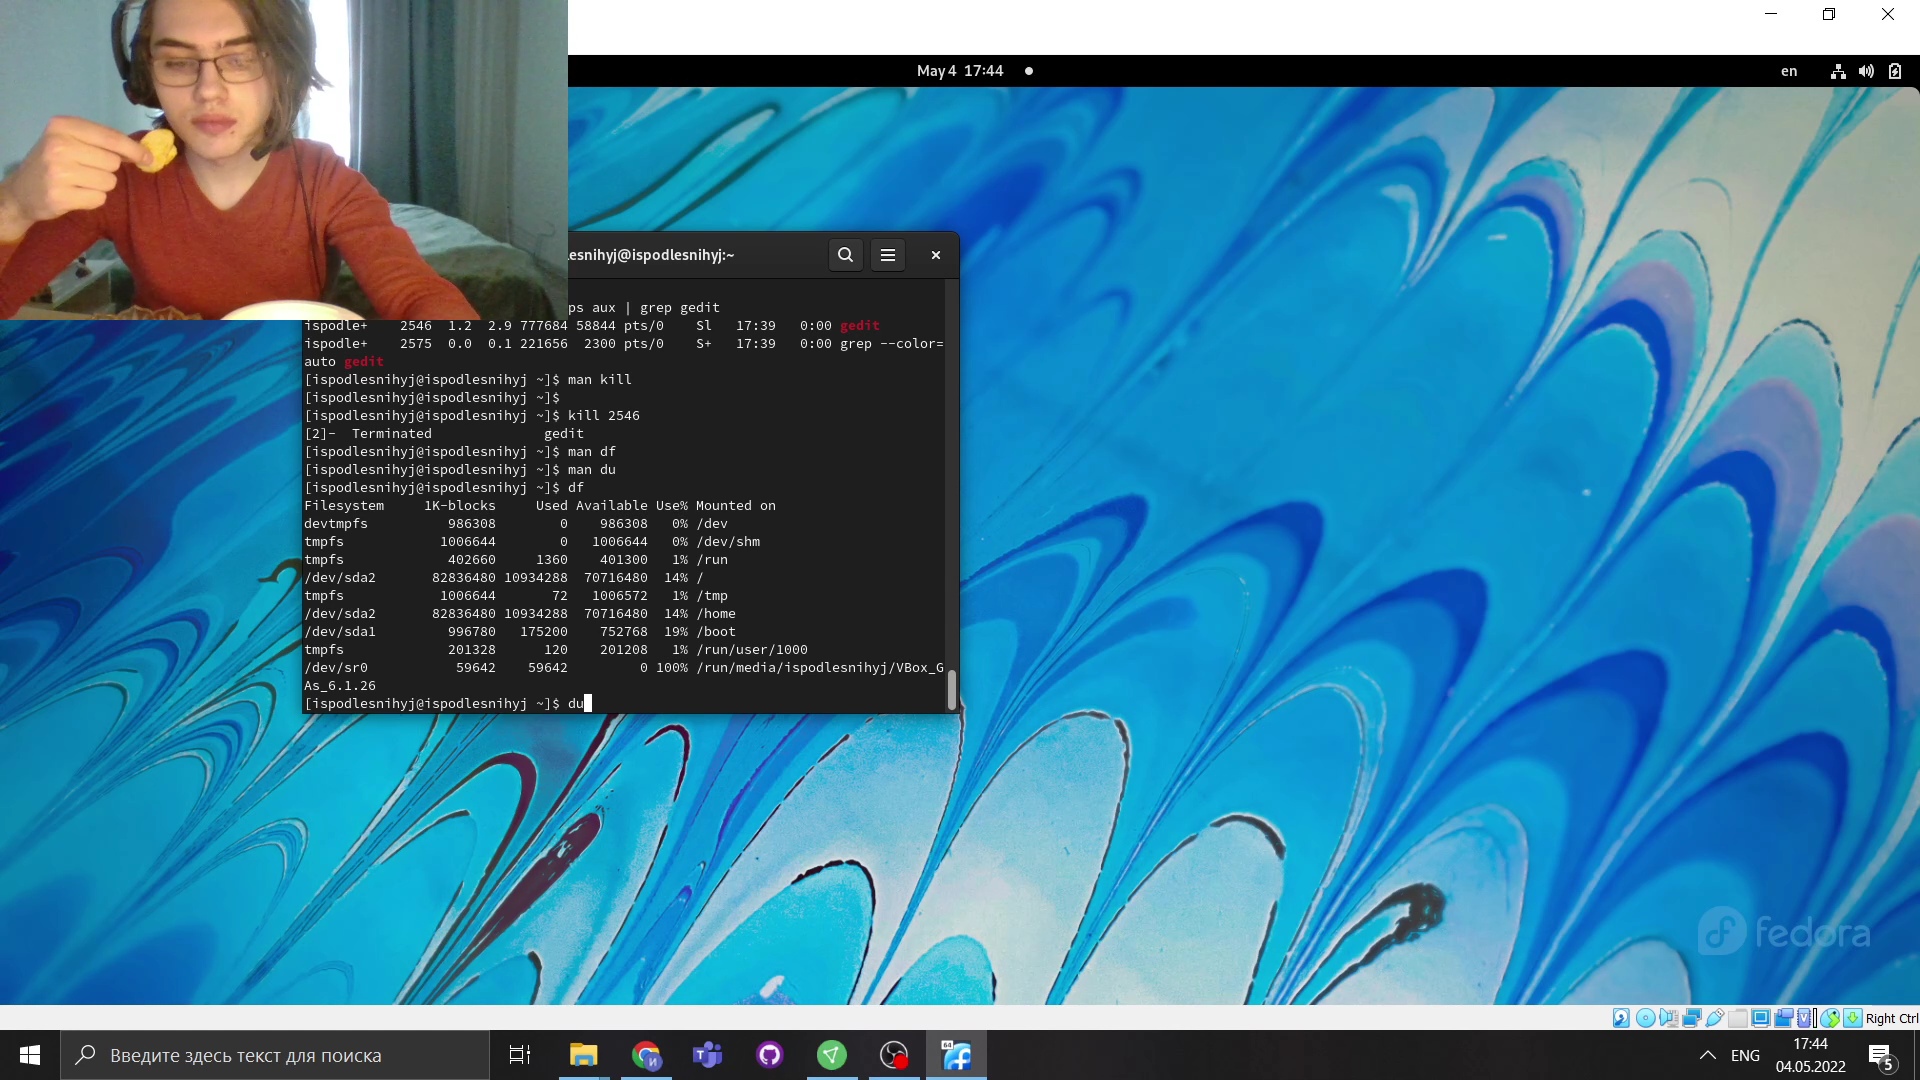 May 4 17:44
en
lesnihyj@ispodlesnihyj:~
ps aux | grep gedit
ispodle+    2546  1.2  2.9 777684 58844 pts/0    Sl   17:39   0:00 gedit
ispodle+    2575  0.0  0.1 221656  2300 pts/0    S+   17:39   0:00 grep --color=
auto gedit
[ispodlesnihyj@ispodlesnihyj ~]$ man kill
[ispodlesnihyj@ispodlesnihyj ~]$
[ispodlesnihyj@ispodlesnihyj ~]$ kill 2546
[2]-  Terminated              gedit
[ispodlesnihyj@ispodlesnihyj ~]$ man df
[ispodlesnihyj@ispodlesnihyj ~]$ man du
[ispodlesnihyj@ispodlesnihyj ~]$ df
Filesystem     1K-blocks     Used Available Use% Mounted on
devtmpfs          986308        0    986308   0% /dev
tmpfs            1006644        0   1006644   0% /dev/shm
tmpfs             402660     1360    401300   1% /run
/dev/sda2       82836480 10934288  70716480  14% /
tmpfs            1006644       72   1006572   1% /tmp
/dev/sda2       82836480 10934288  70716480  14% /home
/dev/sda1         996780   175200    752768  19% /boot
tmpfs             201328      120    201208   1% /run/user/1000
/dev/sr0           59642    59642         0 100% /run/media/ispodlesnihyj/VBox_G
As_6.1.26
[ispodlesnihyj@ispodlesnihyj ~]$ du
fedora
Right Ctrl
Введите здесь текст для поиска
64
ENG
17:44
04.05.2022
5